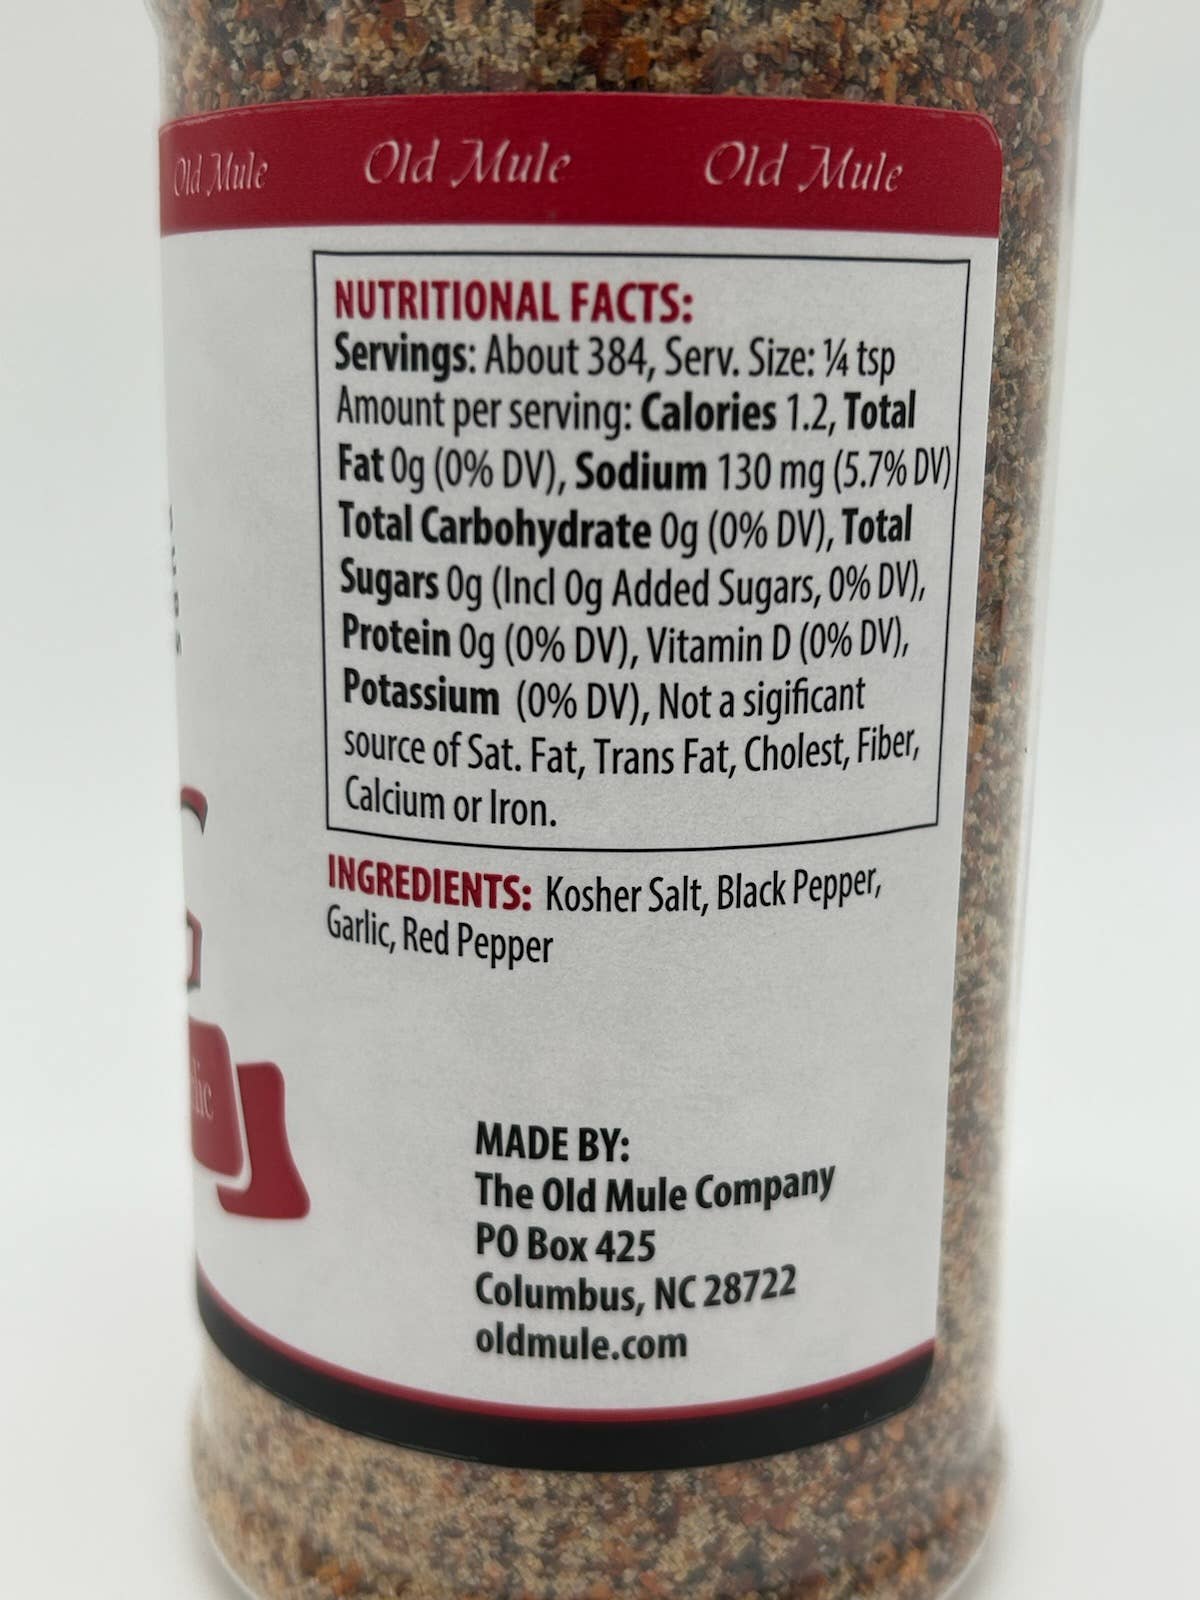 Old Mule Old Mule Old Mule
NUTRITIONAL FACTS:
Servings: About 384, Serv. Size: ¼ tsp
Amount per serving: Calories 1.2, Total
Fat 0g (0% DV), Sodium 130 mg (5.7% DV)
Total Carbohydrate 0g (0% DV), Total
Sugars 0g (Incl 0g Added Sugars, 0% DV),
Protein 0g (0% DV), Vitamin D (0% DV),
Potassium (0% DV), Not a sigificant
source of Sat. Fat, Trans Fat, Cholest, Fiber,
Calcium or Iron.
INGREDIENTS: Kosher Salt, Black Pepper,
Garlic, Red Pepper
MADE BY:
The Old Mule Company
PO Box 425
Columbus, NC 28722
oldmule.com